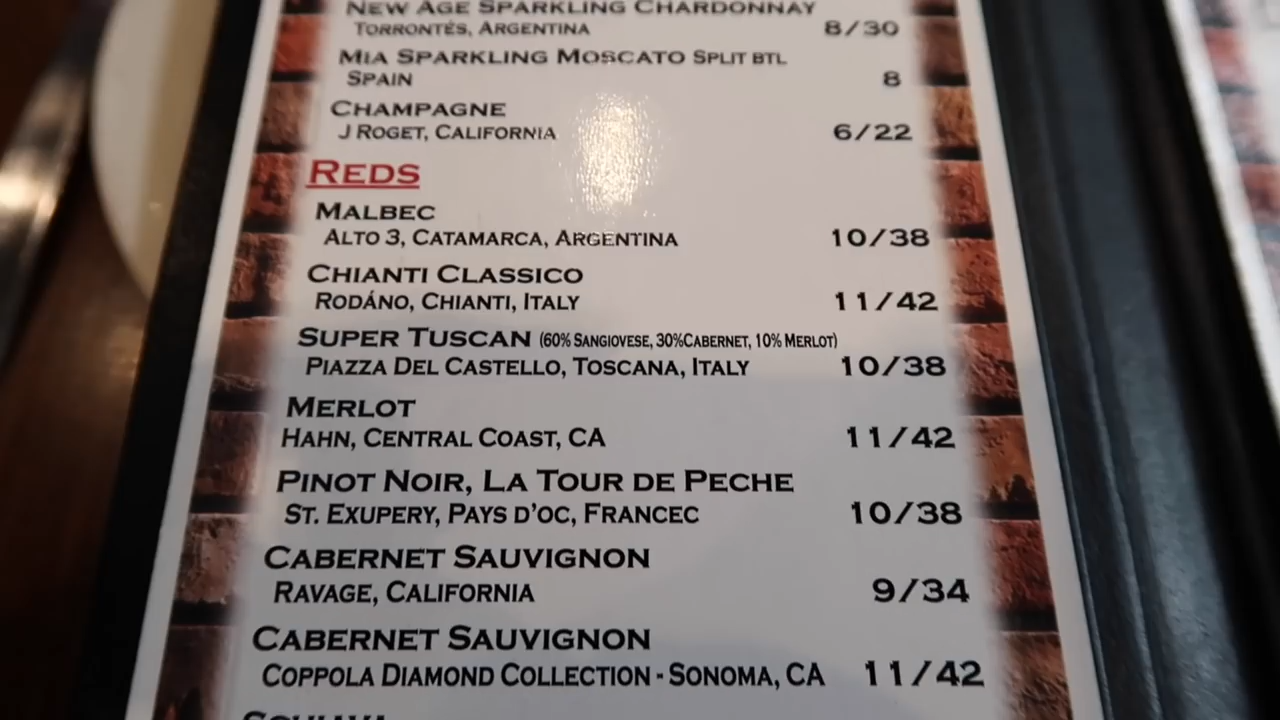 NEW AGE SPARKLING CHARDONNAY
TORRONTÉS, ARGENTINA 8/30
MIA SPARKLING MOSCATO SPLIT BTL
SPAIN 8
CHAMPAGNE
J ROGET, CALIFORNIA 6/22
REDS
MALBEC
ALTO 3, CATAMARCA, ARGENTINA 10/38
CHIANTI CLASSICO
RODÁNO, CHIANTI, ITALY 11/42
SUPER TUSCAN (60% SANGIOVESE, 30%CABERNET, 10% MERLOT)
PIAZZA DEL CASTELLO, TOSCANA, ITALY 10/38
MERLOT
HAHN, CENTRAL COAST, CA 11/42
PINOT NOIR, LA TOUR DE PECHE
ST. EXUPERY, PAYS D'OC, FRANCEC 10/38
CABERNET SAUVIGNON
RAVAGE, CALIFORNIA 9/34
CABERNET SAUVIGNON
COPPOLA DIAMOND COLLECTION - SONOMA, CA 11/42